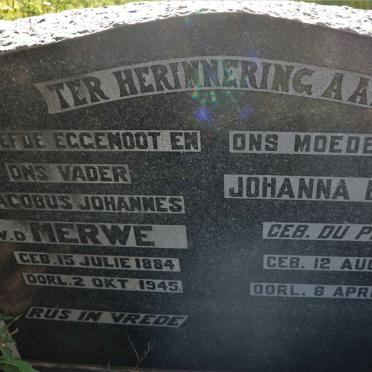 TER HERINNERING AA
EFDE EGGENOOT EN
ONS VADER
ACOBUS JOHANNES
V.D MERWE
GEB. 15 JULIE 1884
OORL. 2 OKT 1945.
RUS IN VREDE
ONS MOEDE
JOHANNA
GEB. DU P
GEB. 12 AUG
OORL. 6 APR